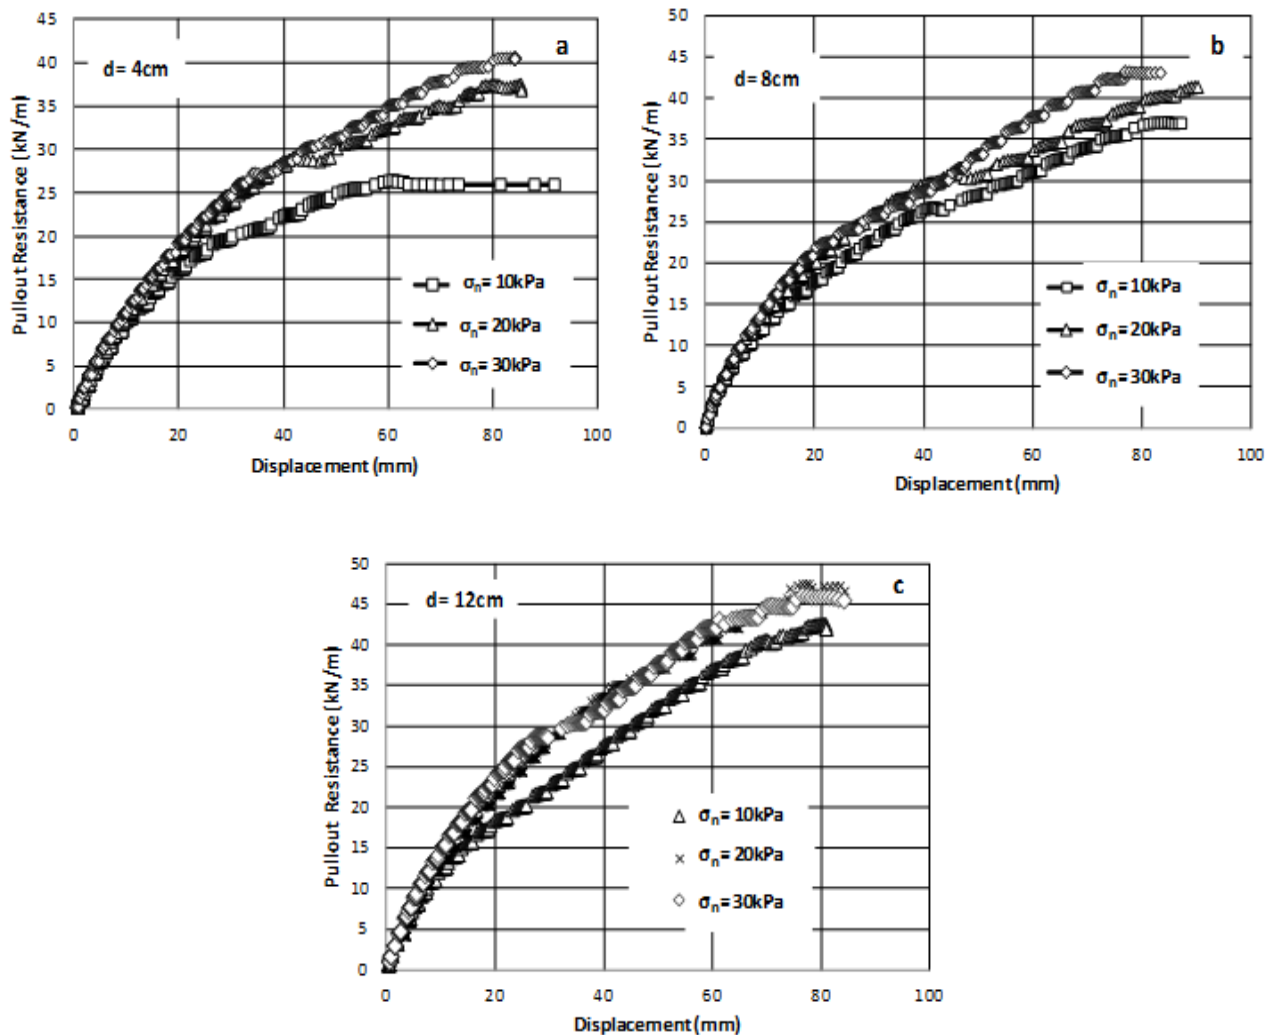 a
d= 4cm
Pullout Resistance (kN/m)
45
40
35
30
25
20
15
10
5
0
σn= 10kPa
σn= 20kPa
σn= 30kPa
0 20 40 60 80 100
Displacement (mm)
b
d= 8cm
Pullout Resistance (kN/m)
50
45
40
35
30
25
20
15
10
5
0
σn= 10kPa
σn= 20kPa
σn= 30kPa
0 20 40 60 80 100
Displacement (mm)
c
d= 12cm
Pullout Resistance (kN/m)
50
45
40
35
30
25
20
15
10
5
0
σn= 10kPa
σn= 20kPa
σn= 30kPa
0 20 40 60 80 100
Displacement (mm)